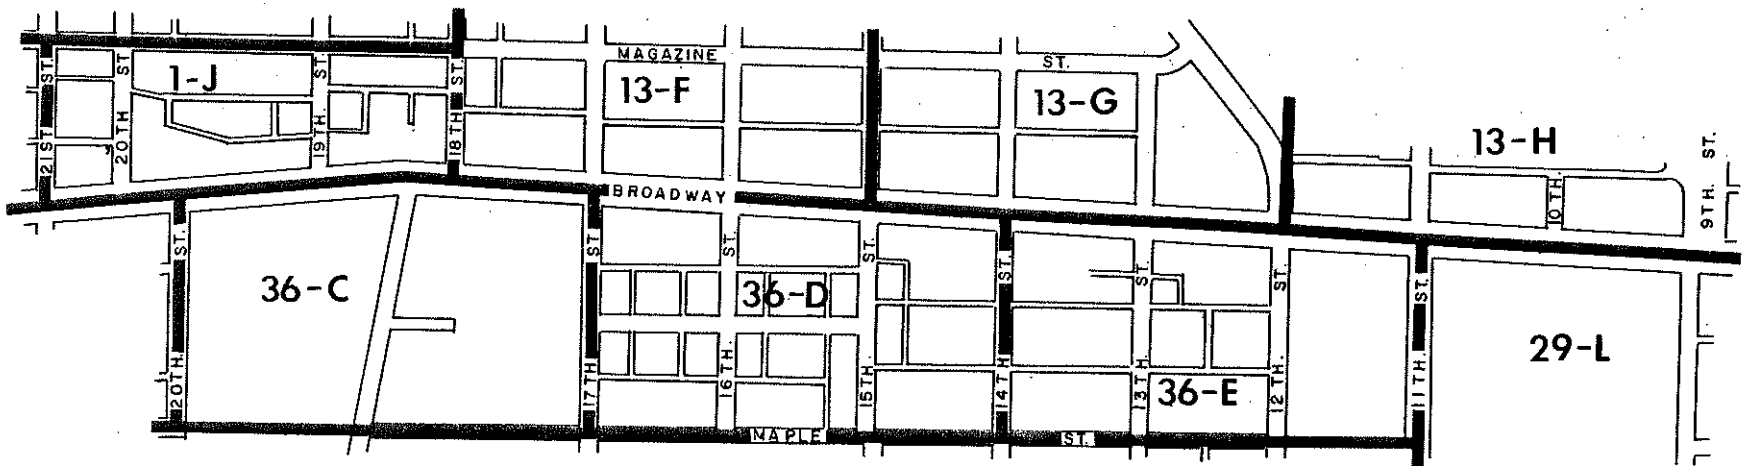 MAGAZINE ST.
1-J
13-F
13-G
13-H
21ST. ST.
20TH ST.
19TH. ST.
18TH. ST.
10TH.
9TH. ST.
BROADWAY
20TH. ST.
17TH. ST.
16TH. ST.
15TH. ST.
14TH. ST.
13TH. ST.
12TH. ST.
11TH. ST.
36-C
36-D
36-E
29-L
MAPLE ST.